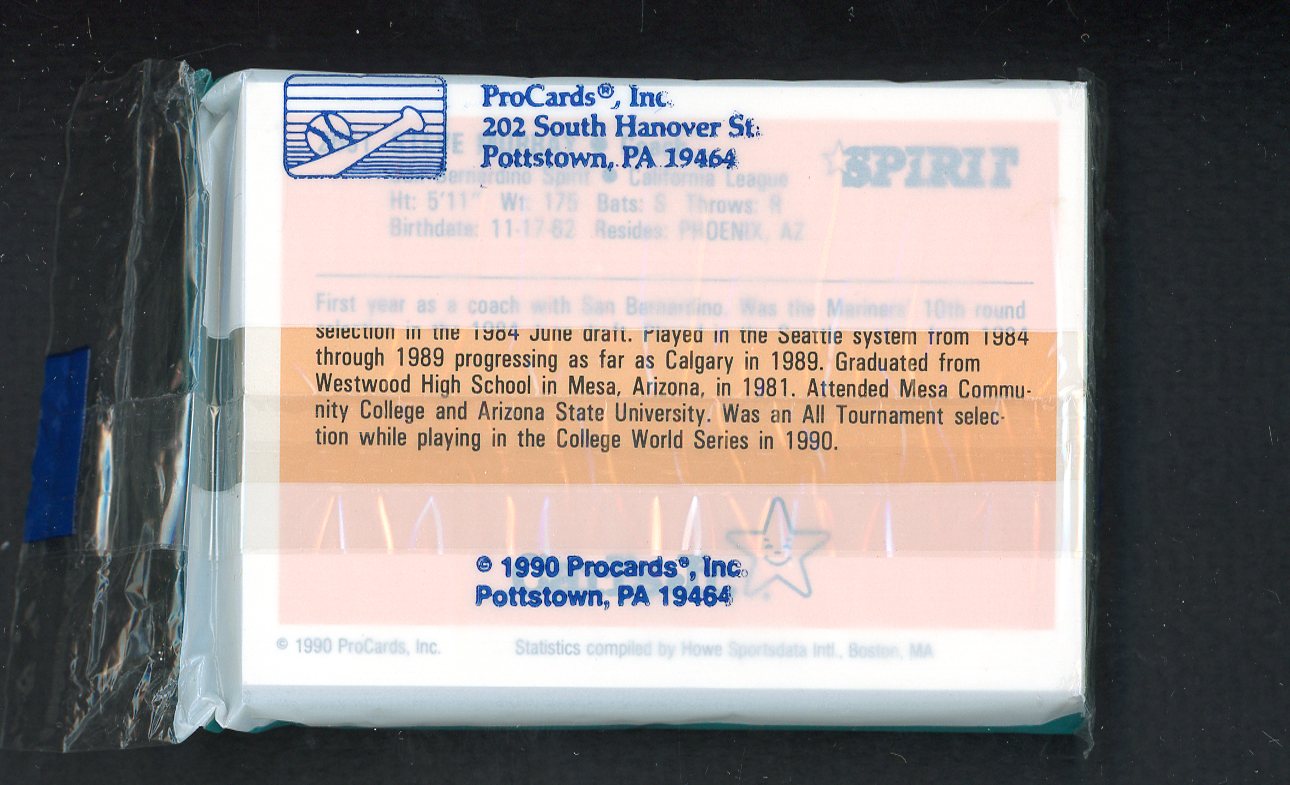 ProCards®, Inc.
202 South Hanover St.
Pottstown, PA 19464
MURRAY
SPIRIT
San Bernardino Spirit ● California League
Ht: 5'11" Wt: 175 Bats: S Throws: R
Birthdate: 11-17-62 Resides: PHOENIX, AZ
First year as a coach with San Bernardino. Was the Mariners' 10th round
selection in the 1984 June draft. Played in the Seattle system from 1984
through 1989 progressing as far as Calgary in 1989. Graduated from
Westwood High School in Mesa, Arizona, in 1981. Attended Mesa Commu-
nity College and Arizona State University. Was an All Tournament selec-
tion while playing in the College World Series in 1990.
© 1990 Procards®, Inc.
Pottstown, PA 19464
© 1990 ProCards, Inc. Statistics compiled by Howe Sportsdata Intl., Boston, MA